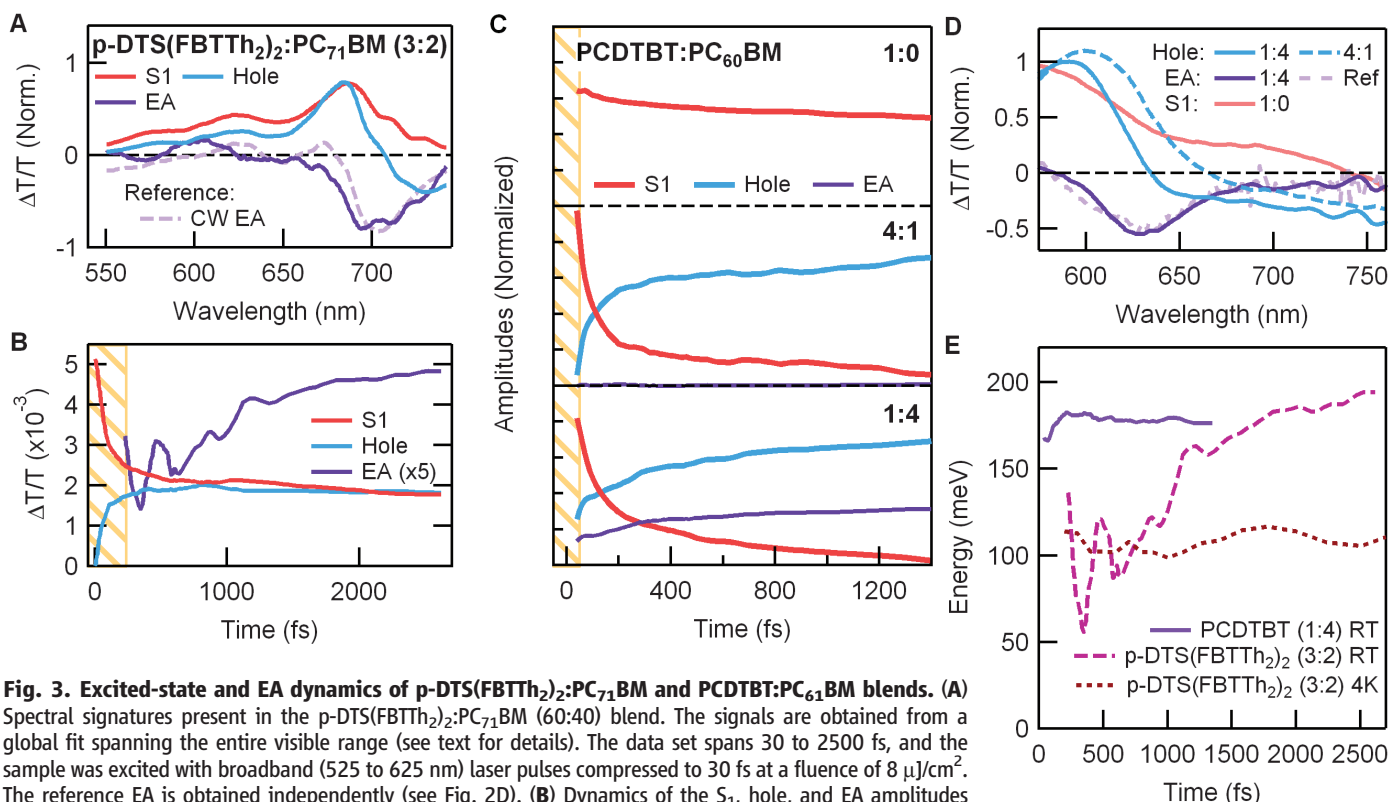 A
p-DTS(FBTTh₂)₂:PC₇₁BM (3:2)
S1 Hole
EA
Reference:
CW EA
ΔT/T (Norm.)
1
0
-1
550 600 650 700
Wavelength (nm)
B
ΔT/T (x10⁻³)
5
4
3
2
1
0
S1
Hole
EA (x5)
0 1000 2000
Time (fs)
C
PCDTBT:PC₆₀BM 1:0
S1 Hole EA
4:1
1:4
Amplitudes (Normalized)
0 400 800 1200
Time (fs)
D
Hole: 1:4 4:1
EA: 1:4 Ref
S1: 1:0
ΔT/T (Norm.)
1
0.5
0
-0.5
600 650 700 750
Wavelength (nm)
E
Energy (meV)
200
150
100
50
0
PCDTBT (1:4) RT
p-DTS(FBTTh₂)₂ (3:2) RT
p-DTS(FBTTh₂)₂ (3:2) 4K
0 500 1000 1500 2000 2500
Time (fs)
Fig. 3. Excited-state and EA dynamics of p-DTS(FBTTh₂)₂:PC₇₁BM and PCDTBT:PC₆₁BM blends. (A)
Spectral signatures present in the p-DTS(FBTTh₂)₂:PC₇₁BM (60:40) blend. The signals are obtained from a
global fit spanning the entire visible range (see text for details). The data set spans 30 to 2500 fs, and the
sample was excited with broadband (525 to 625 nm) laser pulses compressed to 30 fs at a fluence of 8 μJ/cm².
The reference EA is obtained independently (see Fig. 2D). (B) Dynamics of the S₁, hole, and EA amplitudes